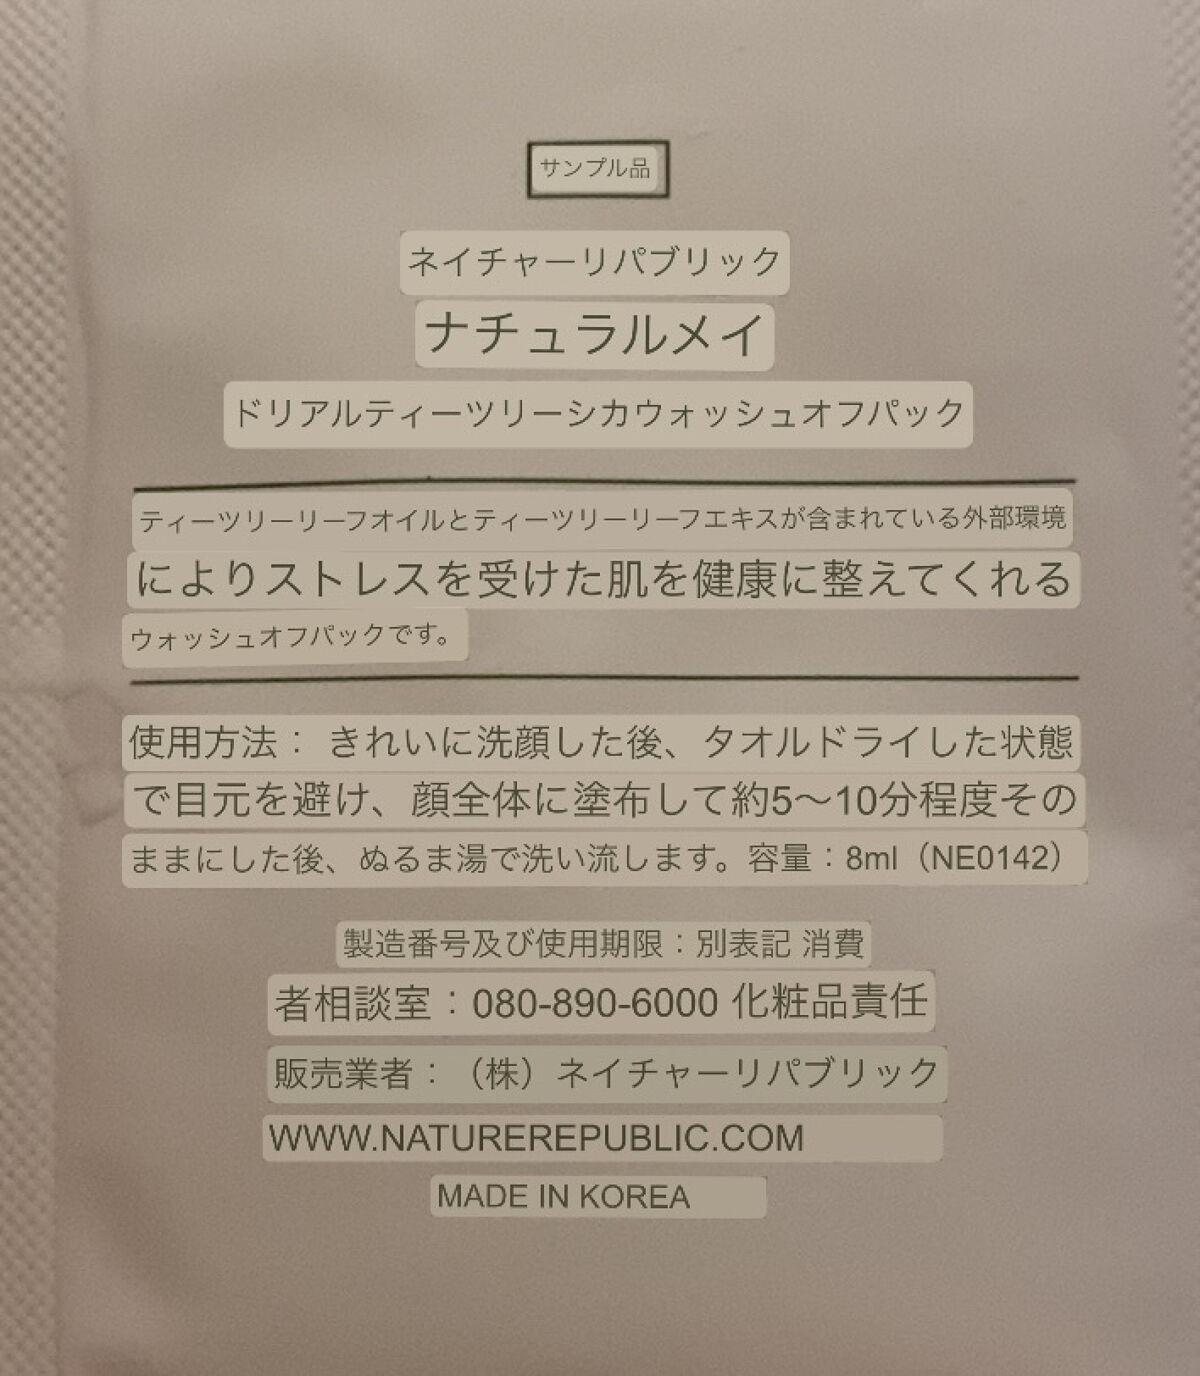 サンプル品
ネイチャーリパブリック
ナチュラルメイ
ドリアルティーツリーシカウォッシュオフパック
ティーツリーリーフオイルとティーツリーリーフエキスが含まれている外部環境
によりストレスを受けた肌を健康に整えてくれる
ウォッシュオフパックです。
使用方法： きれいに洗顔した後、タオルドライした状態
で目元を避け、顔全体に塗布して約5〜10分程度その
ままにした後、ぬるま湯で洗い流します。容量：8ml（NE0142）
製造番号及び使用期限：別表記 消費
者相談室：080-890-6000 化粧品責任
販売業者：（株）ネイチャーリパブリック
WWW.NATUREREPUBLIC.COM
MADE IN KOREA